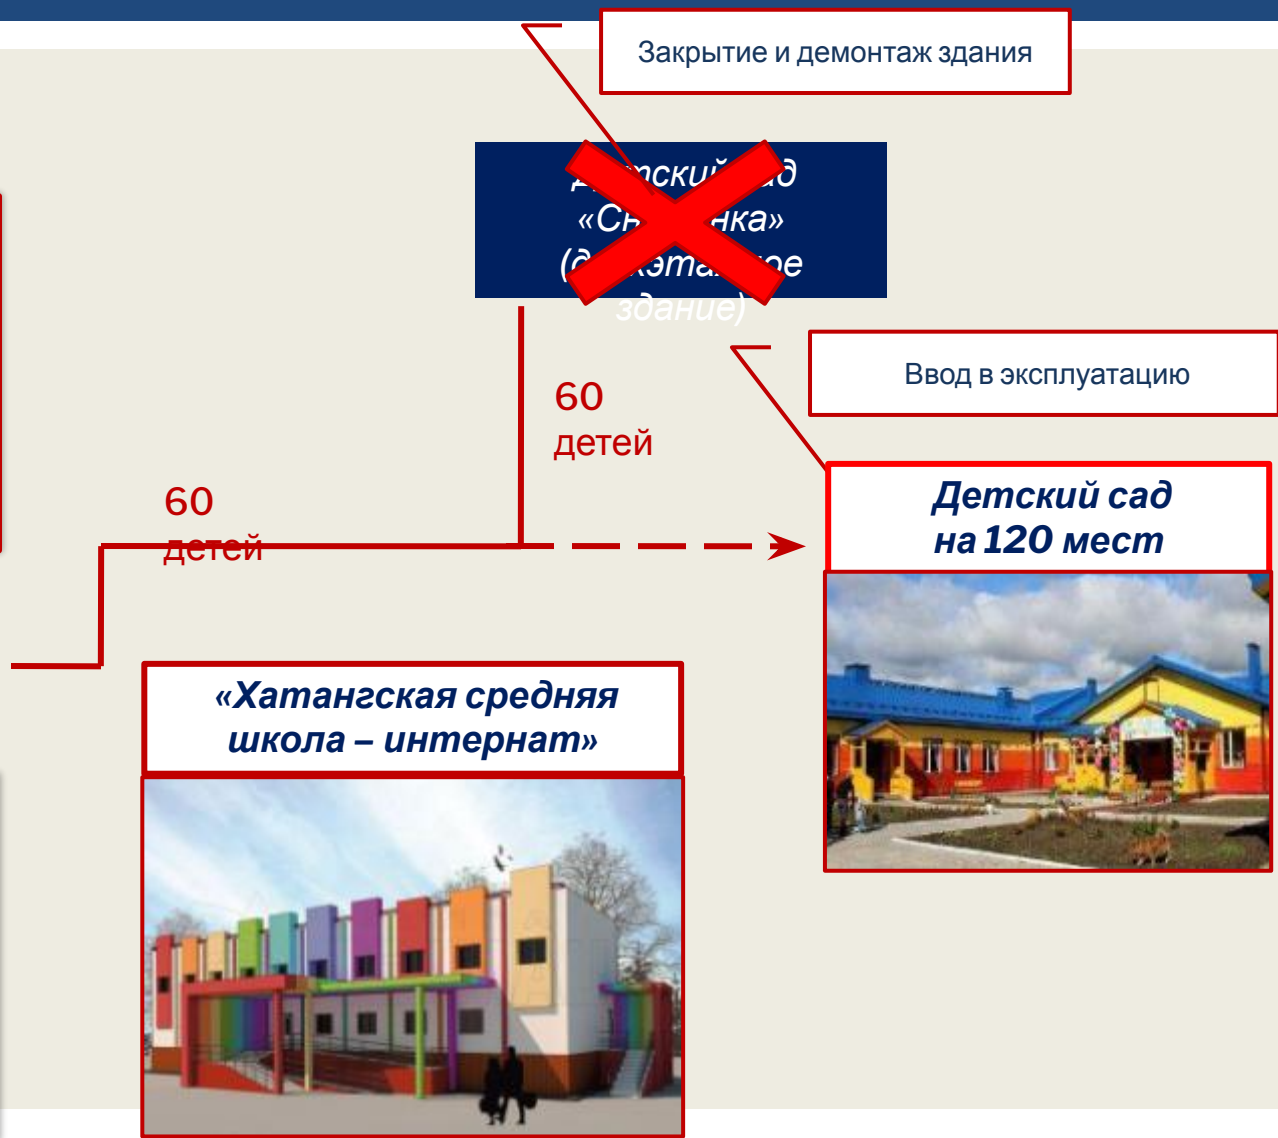 Закрытие и демонтаж здания
здание)
Ввод в эксплуатацию
60
детей
60
детей
Детский сад
на 120 мест
«Хатангская средняя
школа – интернат»